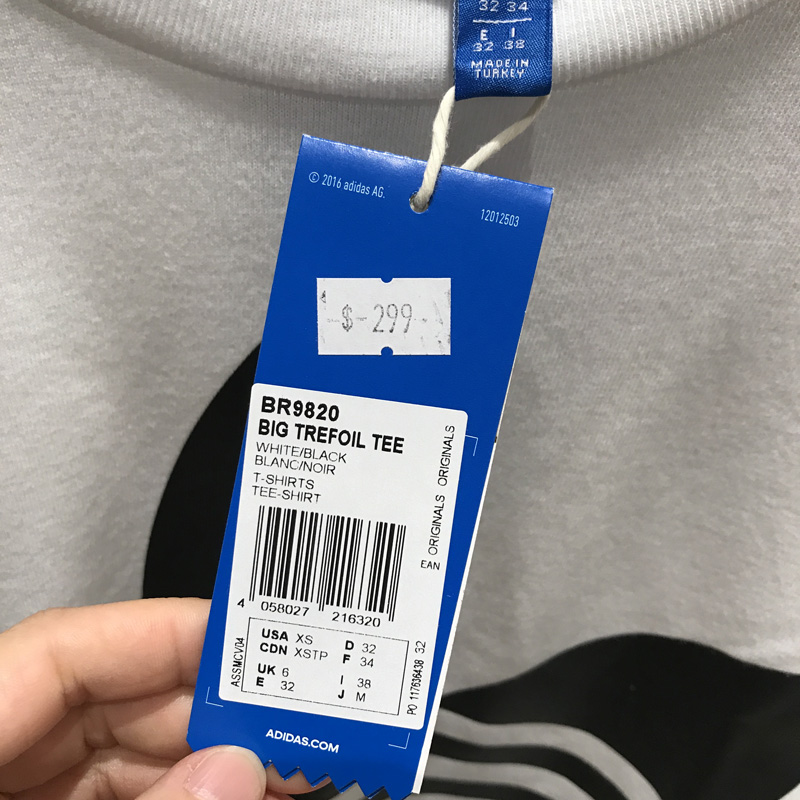 32 34
E I
32 38
MADE IN
TURKEY
© 2016 adidas AG.
12012503
$-299-
BR9820
BIG TREFOIL TEE
WHITE/BLACK
BLANC/NOIR
T-SHIRTS
TEE-SHIRT
ORIGINALS
ORIGINALS
EAN
4 058027 216320
ASSMCV04
USA XS D 32
CDN XSTP F 34
UK 6 I 38
E 32 J M
PO 117636438 32
ADIDAS.COM